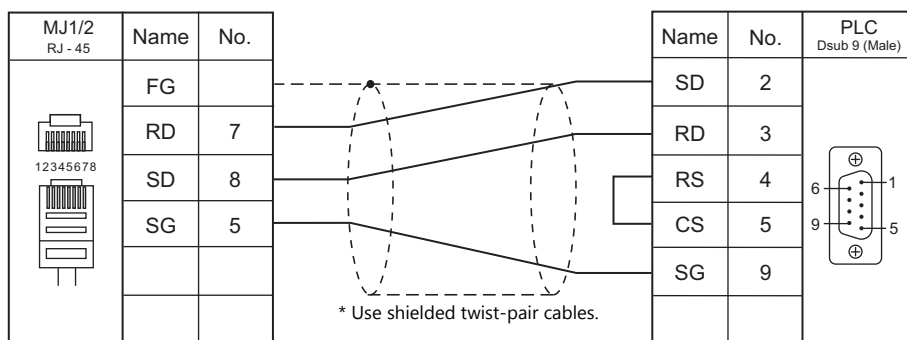 MJ1/2
RJ - 45
Name No.
FG
RD 7
SD 8
SG 5
12345678
Name No.
PLC
Dsub 9 (Male)
SD 2
RD 3
RS 4
CS 5
SG 9
6 1
9 5
* Use shielded twist-pair cables.